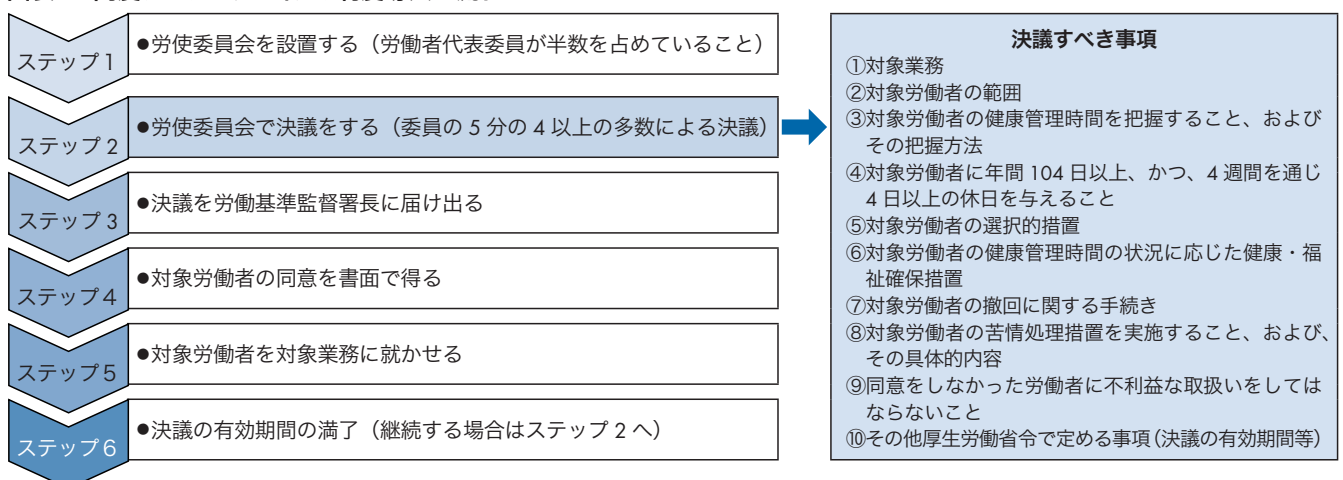 ステップ1
●労使委員会を設置する（労働者代表委員が半数を占めていること）
ステップ2
●労使委員会で決議をする（委員の5分の4以上の多数による決議）
ステップ3
●決議を労働基準監督署長に届け出る
ステップ4
●対象労働者の同意を書面で得る
ステップ5
●対象労働者を対象業務に就かせる
ステップ6
●決議の有効期間の満了（継続する場合はステップ2へ）
決議すべき事項
①対象業務
②対象労働者の範囲
③対象労働者の健康管理時間を把握すること、および
その把握方法
④対象労働者に年間104日以上、かつ、4週間を通じ
4日以上の休日を与えること
⑤対象労働者の選択的措置
⑥対象労働者の健康管理時間の状況に応じた健康・福
祉確保措置
⑦対象労働者の撤回に関する手続き
⑧対象労働者の苦情処理措置を実施すること、および、
その具体的内容
⑨同意をしなかった労働者に不利益な取扱いをしては
ならないこと
⑩その他厚生労働省令で定める事項（決議の有効期間等）